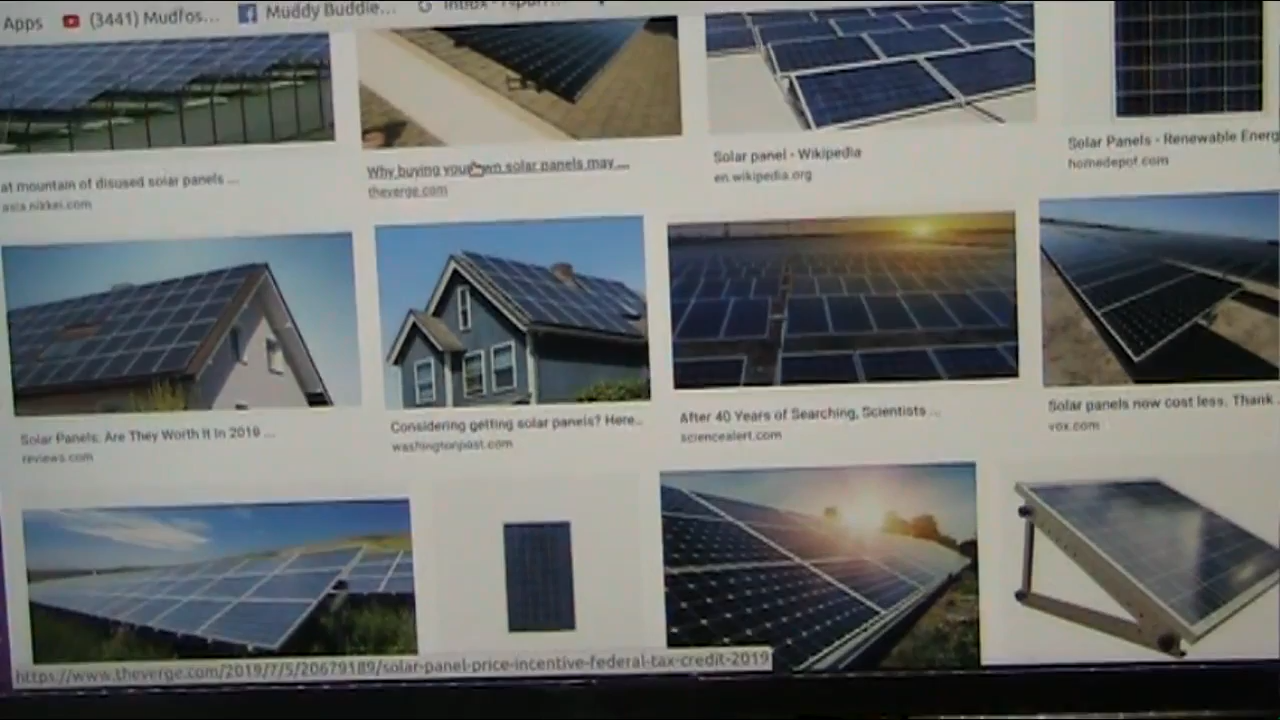 Apps (3441) Mudfos... Muddy Buddie...
at mountain of disused solar panels ...
asia.nikkei.com
Why buying your own solar panels may ...
theverge.com
Solar panel - Wikipedia
en.wikipedia.org
Solar Panels - Renewable Energ
homedepot.com
Solar Panels: Are They Worth It In 2019 ...
reviews.com
Considering getting solar panels? Here...
washingtonpost.com
After 40 Years of Searching, Scientists ...
sciencealert.com
Solar panels now cost less. Thank
vox.com
https://www.theverge.com/2019/7/5/20679189/solar-panel-price-incentive-federal-tax-credit-2019